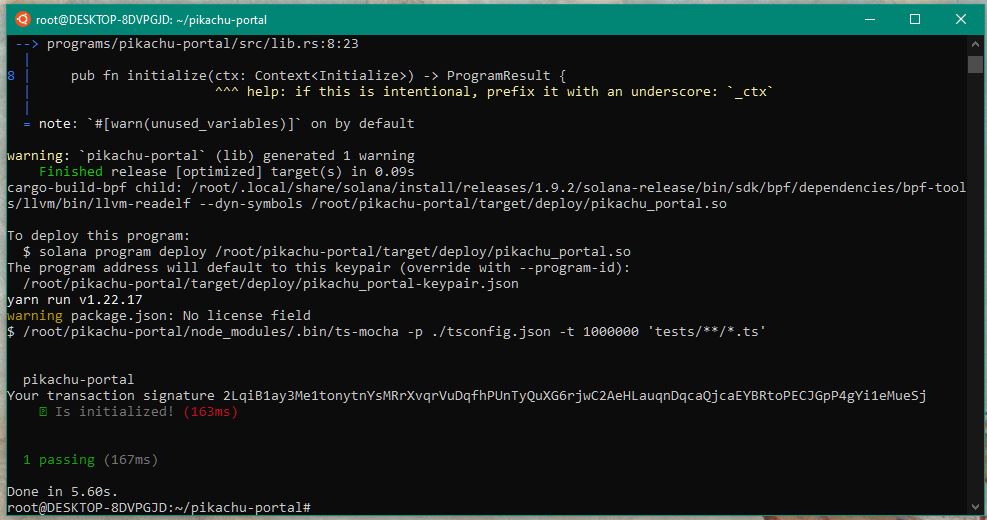 root@DESKTOP-8DVPGJD: ~/pikachu-portal
--> programs/pikachu-portal/src/lib.rs:8:23
|
8 |     pub fn initialize(ctx: Context<Initialize>) -> ProgramResult {
|                       ^^^ help: if this is intentional, prefix it with an underscore: `_ctx`
|
= note: `#[warn(unused_variables)]` on by default
warning: `pikachu-portal` (lib) generated 1 warning
Finished release [optimized] target(s) in 0.09s
cargo-build-bpf child: /root/.local/share/solana/install/releases/1.9.2/solana-release/bin/sdk/bpf/dependencies/bpf-tool
s/llvm/bin/llvm-readelf --dyn-symbols /root/pikachu-portal/target/deploy/pikachu_portal.so
To deploy this program:
$ solana program deploy /root/pikachu-portal/target/deploy/pikachu_portal.so
The program address will default to this keypair (override with --program-id):
/root/pikachu-portal/target/deploy/pikachu_portal-keypair.json
yarn run v1.22.17
warning package.json: No license field
$ /root/pikachu-portal/node_modules/.bin/ts-mocha -p ./tsconfig.json -t 1000000 'tests/**/*.ts'
pikachu-portal
Your transaction signature 2LqiB1ay3Me1tonytnYsMRrXvqrVuDqfhPUnTyQuXG6rjwC2AeHLauqnDqcaQjcaEYBRtoPECJGpP4gYi1eMueSj
Is initialized! (163ms)
1 passing (167ms)
Done in 5.60s.
root@DESKTOP-8DVPGJD:~/pikachu-portal#